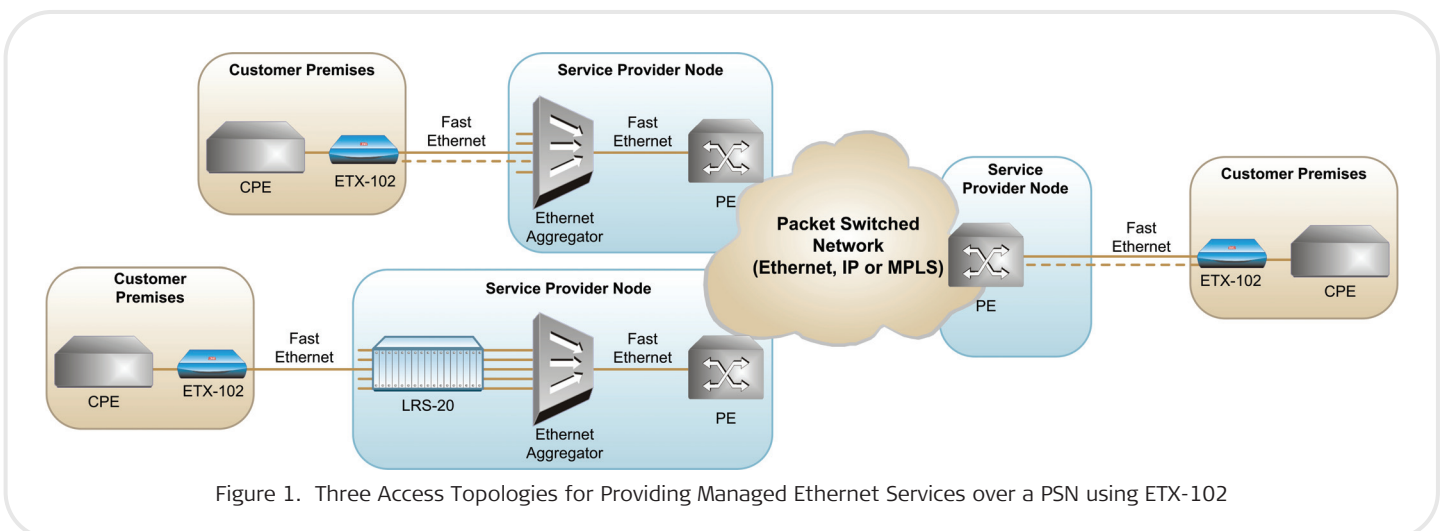 Customer Premises
CPE
ETX-102
Fast
Ethernet
Service Provider Node
Ethernet
Aggregator
Fast
Ethernet
PE
Packet Switched
Network
(Ethernet, IP or MPLS)
Service
Provider Node
PE
Fast
Ethernet
Customer Premises
ETX-102
CPE
Customer
Premises
CPE
ETX-102
Fast
Ethernet
Service Provider Node
LRS-20
Ethernet
Aggregator
Fast
Ethernet
PE
Figure 1. Three Access Topologies for Providing Managed Ethernet Services over a PSN using ETX-102